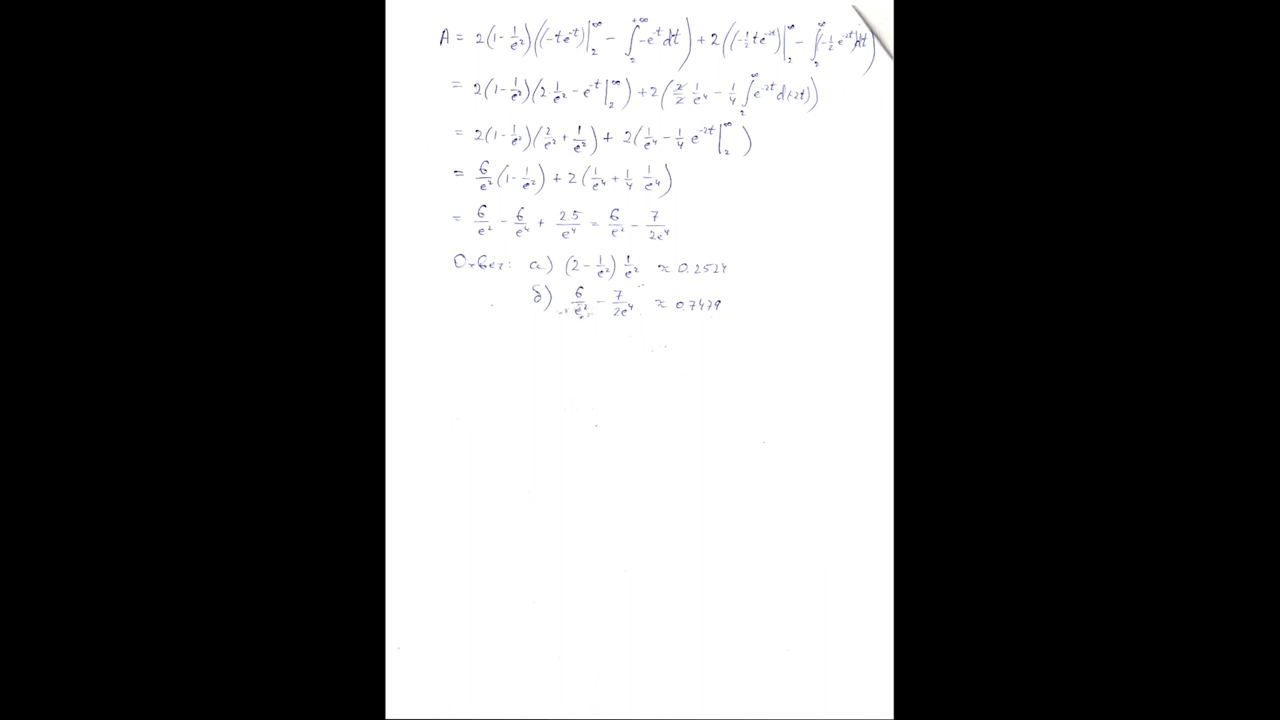 A = 2(1 - 1/e²)((-te⁻ᵗ)|₂^∞ - ∫₂^{+∞} -e⁻ᵗdt) + 2((-1/2 te⁻²ᵗ)|₂^∞ - ∫₂^∞(-1/2 e⁻²ᵗ)dt)
= 2(1 - 1/e²)(2·1/e² - e⁻ᵗ|₂^∞) + 2(2/2 1/e⁴ - 1/4 ∫₂^∞ e⁻²ᵗ d(-2t))
= 2(1 - 1/e²)(2/e² + 1/e²) + 2(1/e⁴ - 1/4 e⁻²ᵗ|₂^∞)
= 6/e² (1 - 1/e²) + 2(1/e⁴ + 1/4 1/e⁴)
= 6/e² - 6/e⁴ + 2.5/e⁴ = 6/e² - 7/2e⁴
Ответ: а) (2 - 1/e²) 1/e² ≈ 0.2524
б) 6/e² - 7/2e⁴ ≈ 0.7479